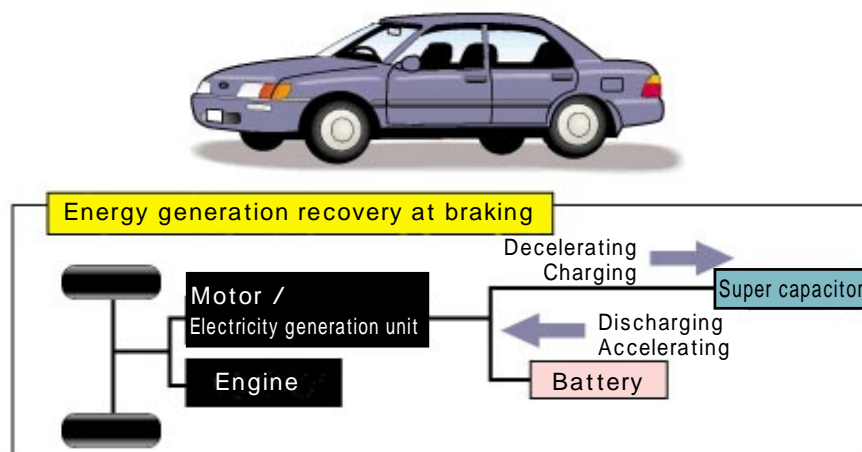 Energy generation recovery at braking
Decelerating
Charging
Super capacitor
Motor /
Electricity generation unit
Discharging
Accelerating
Engine
Battery